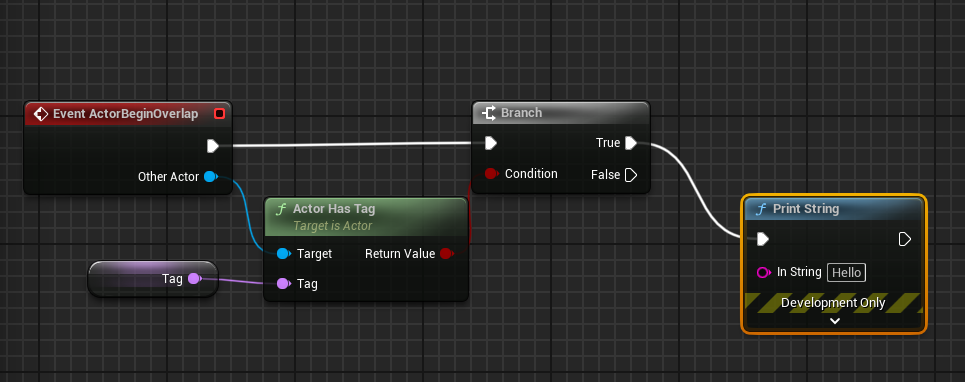 Event ActorBeginOverlap
Other Actor
Tag
Actor Has Tag
Target is Actor
Target
Return Value
Tag
Branch
True
Condition
False
Print String
In String Hello
Development Only